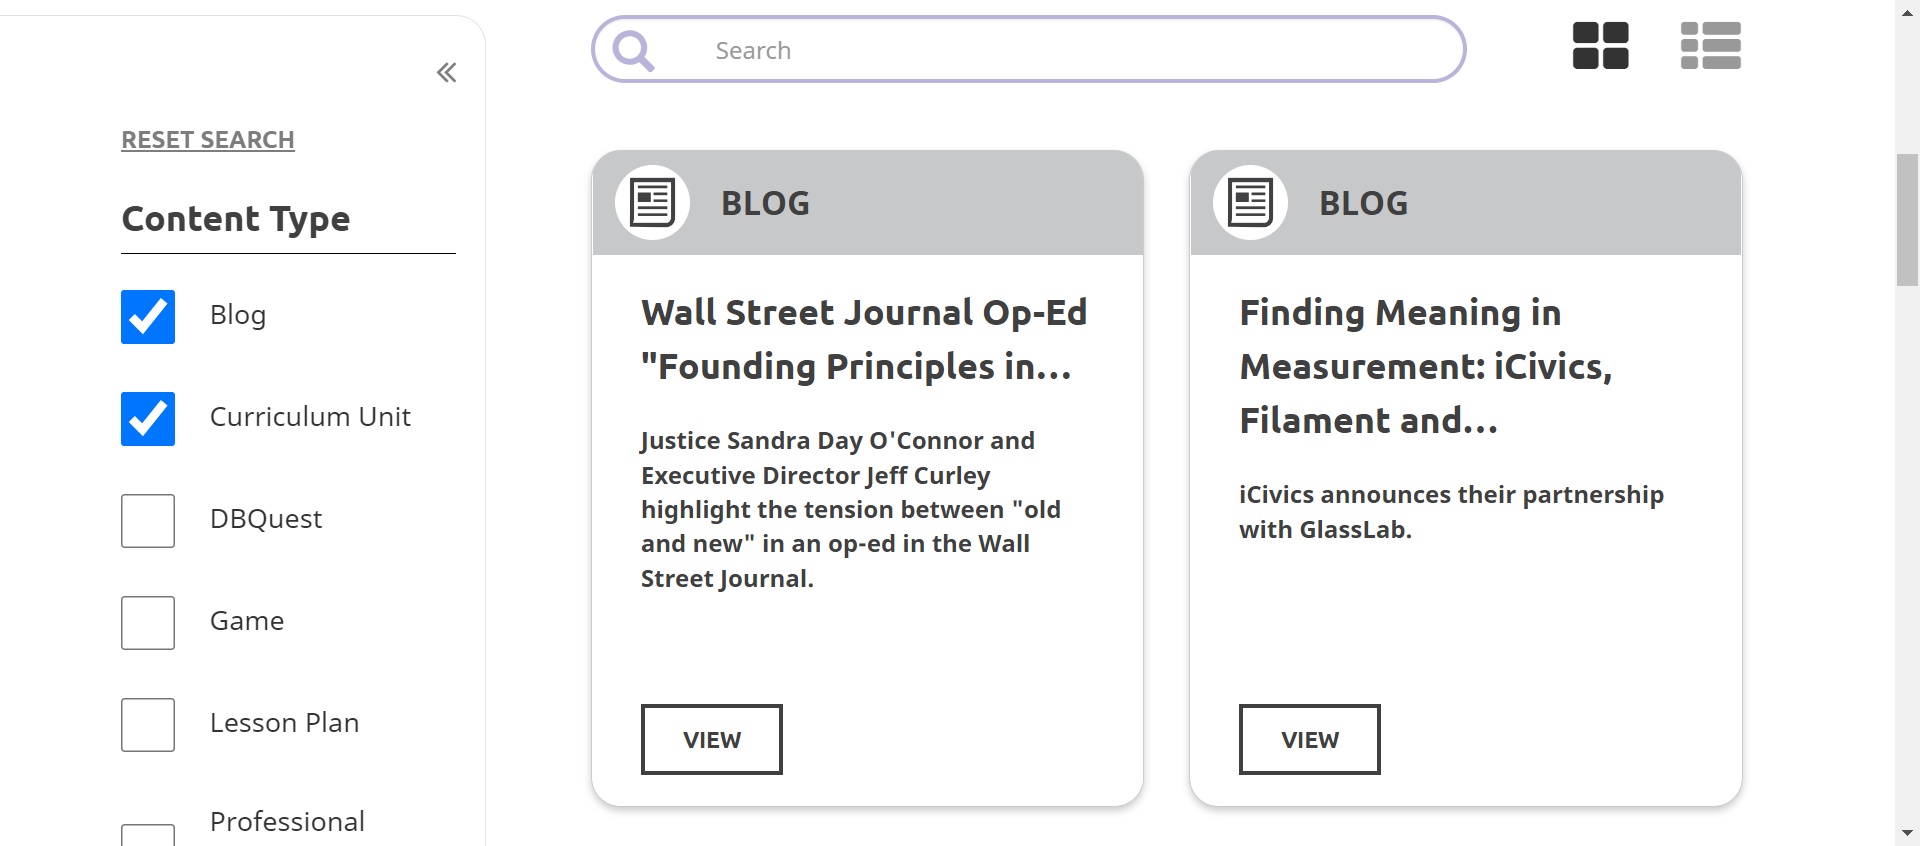 Search
RESET SEARCH
Content Type
Blog
Curriculum Unit
DBQuest
Game
Lesson Plan
Professional
BLOG
Wall Street Journal Op-Ed
"Founding Principles in...
Justice Sandra Day O'Connor and
Executive Director Jeff Curley
highlight the tension between "old
and new" in an op-ed in the Wall
Street Journal.
VIEW
BLOG
Finding Meaning in
Measurement: iCivics,
Filament and...
iCivics announces their partnership
with GlassLab.
VIEW